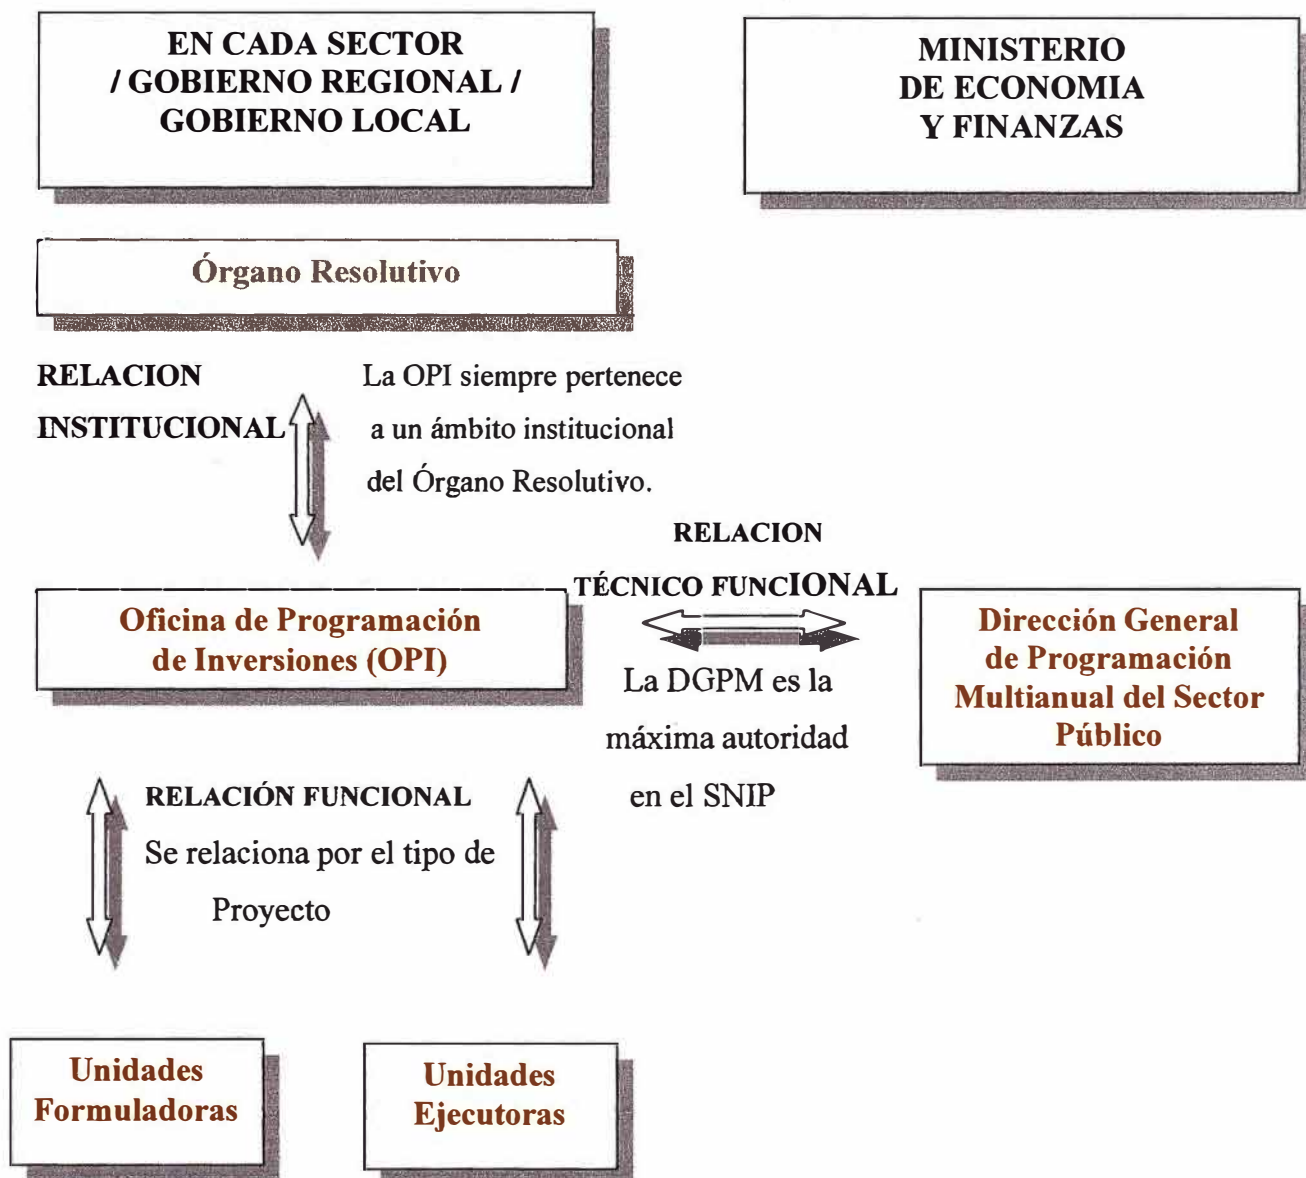 EN CADA SECTOR
/ GOBIERNO REGIONAL /
GOBIERNO LOCAL
MINISTERIO
DE ECONOMIA
Y FINANZAS
Órgano Resolutivo
RELACION
INSTITUCIONAL
La OPI siempre pertenece
a un ámbito institucional
del Órgano Resolutivo.
RELACION
TÉCNICO FUNCIONAL
Oficina de Programación
de Inversiones (OPI)
La DGPM es la
máxima autoridad
en el SNIP
Dirección General
de Programación
Multianual del Sector
Público
RELACIÓN FUNCIONAL
Se relaciona por el tipo de
Proyecto
Unidades
Formuladoras
Unidades
Ejecutoras